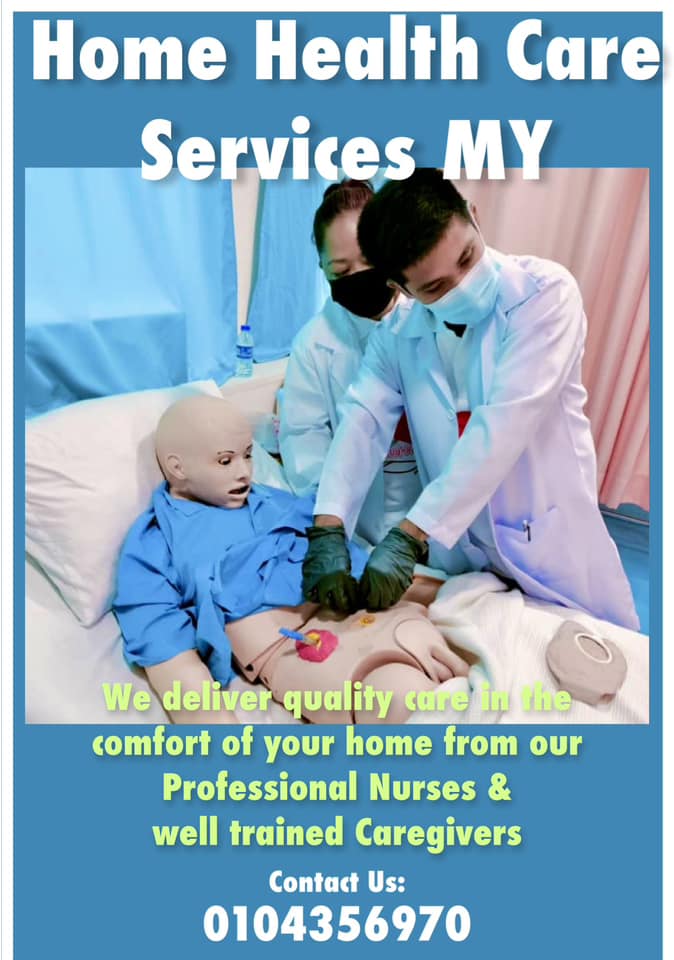 Home Health Care
Services MY
We deliver quality care in the
comfort of your home from our
Professional Nurses &
well trained Caregivers
Contact Us:
0104356970